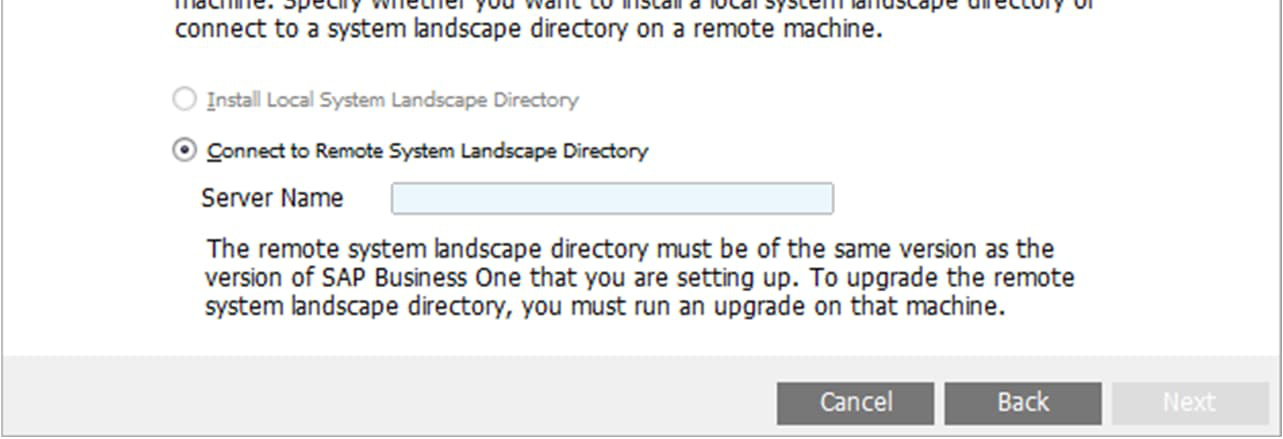 machine. Specify whether you want to install a local system landscape directory or
connect to a system landscape directory on a remote machine.
Install Local System Landscape Directory
Connect to Remote System Landscape Directory
Server Name
The remote system landscape directory must be of the same version as the
version of SAP Business One that you are setting up. To upgrade the remote
system landscape directory, you must run an upgrade on that machine.
Cancel Back Next